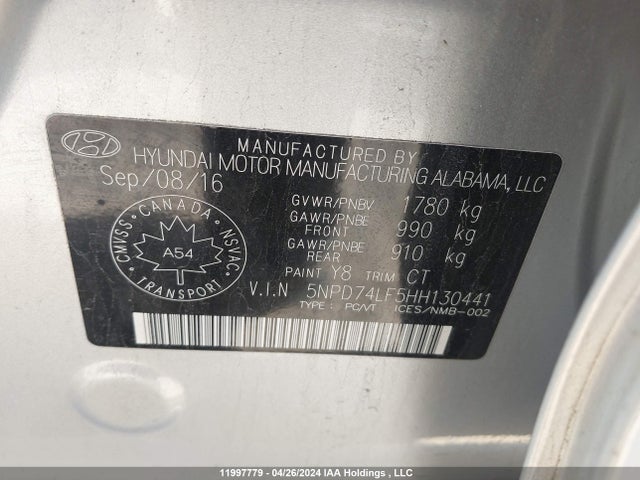 MANUFACTURED BY
HYUNDAI MOTOR MANUFACTURING ALABAMA, LLC
Sep/08/16
GVWR/PNBV 1780 kg
GAWR/PNBE FRONT 990 kg
GAWR/PNBE REAR 910 kg
PAINT Y8 TRIM CT
V.I.N 5NPD74LF5HH130441
TYPE : PC/VT ICES/NMB-002
CANADA
CMVSS NSVAC
A54
TRANSPORT
11997779 - 04/26/2024 IAA Holdings , LLC